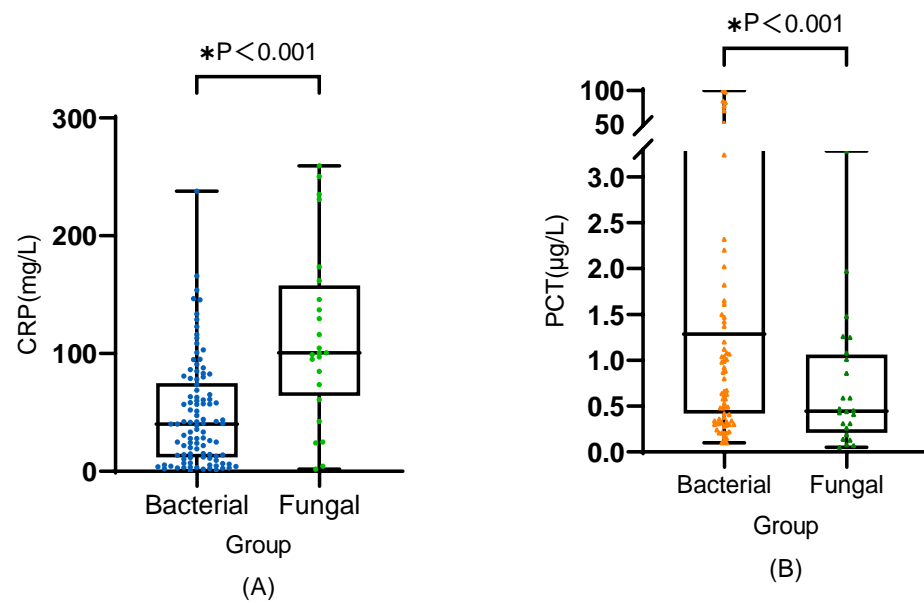 ∗P＜0.001
300
200
100
0
CRP(mg/L)
Bacterial Fungal
Group
(A)
∗P＜0.001
100
50
3.0
2.5
2.0
1.5
1.0
0.5
0.0
PCT(μg/L)
Bacterial Fungal
Group
(B)